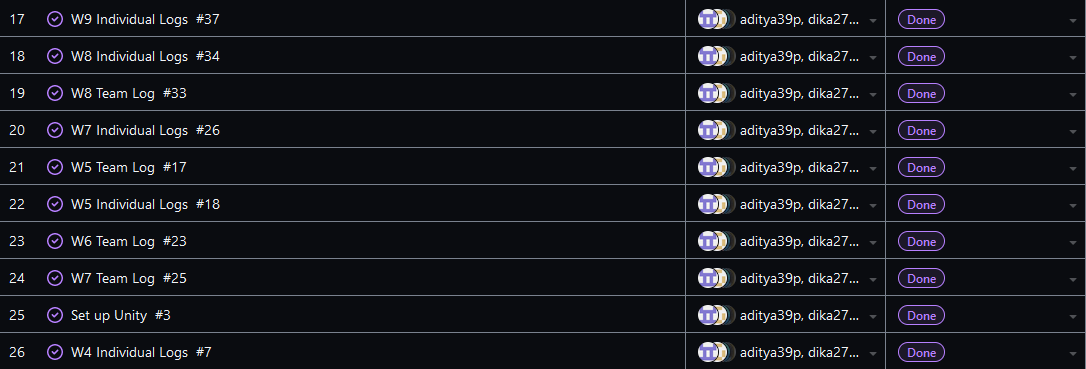 17 W9 Individual Logs #37 aditya39p, dika27... Done
18 W8 Individual Logs #34 aditya39p, dika27... Done
19 W8 Team Log #33 aditya39p, dika27... Done
20 W7 Individual Logs #26 aditya39p, dika27... Done
21 W5 Team Log #17 aditya39p, dika27... Done
22 W5 Individual Logs #18 aditya39p, dika27... Done
23 W6 Team Log #23 aditya39p, dika27... Done
24 W7 Team Log #25 aditya39p, dika27... Done
25 Set up Unity #3 aditya39p, dika27... Done
26 W4 Individual Logs #7 aditya39p, dika27... Done